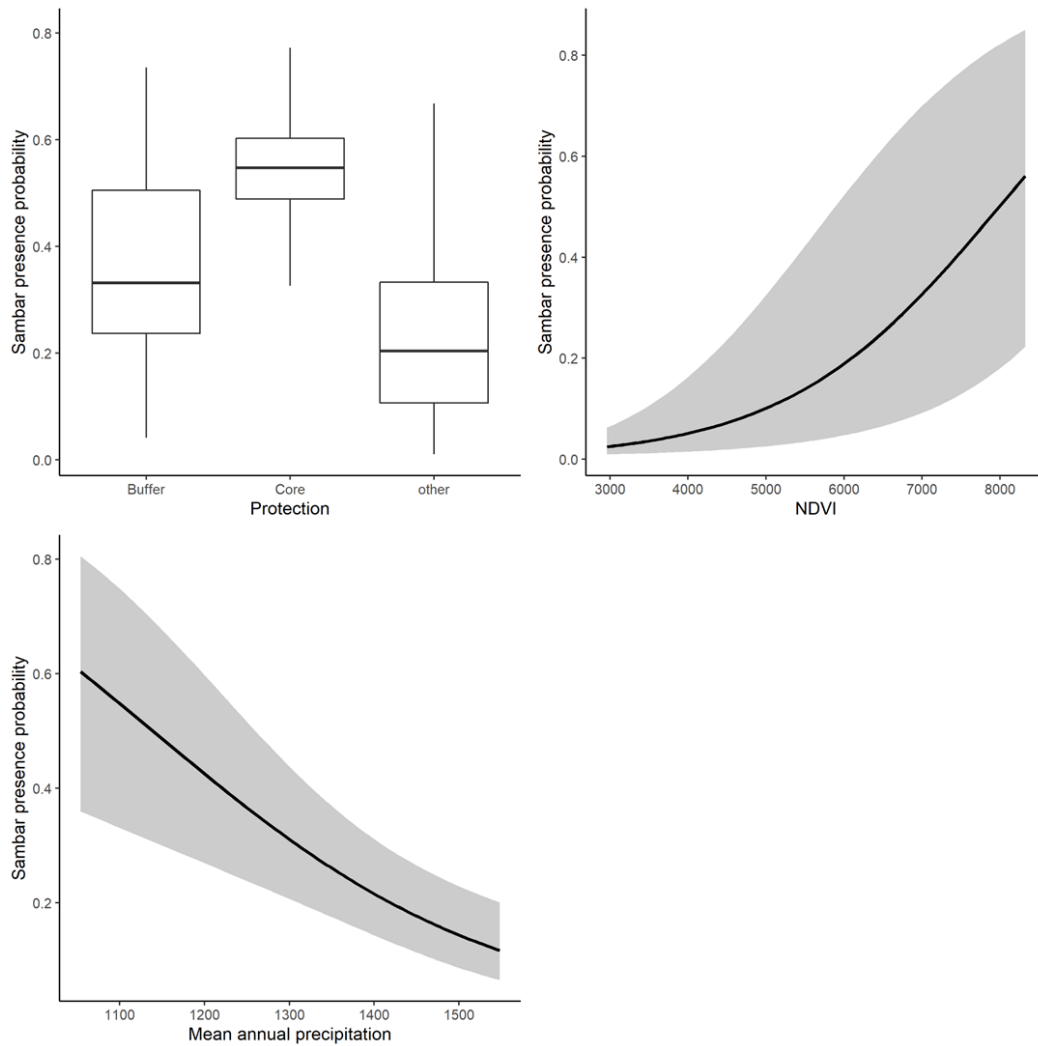 Sambar presence probability
0.8
0.6
0.4
0.2
0.0
Buffer Core other
Protection
Sambar presence probability
0.8
0.6
0.4
0.2
0.0
3000 4000 5000 6000 7000 8000
NDVI
Sambar presence probability
0.8
0.6
0.4
0.2
1100 1200 1300 1400 1500
Mean annual precipitation